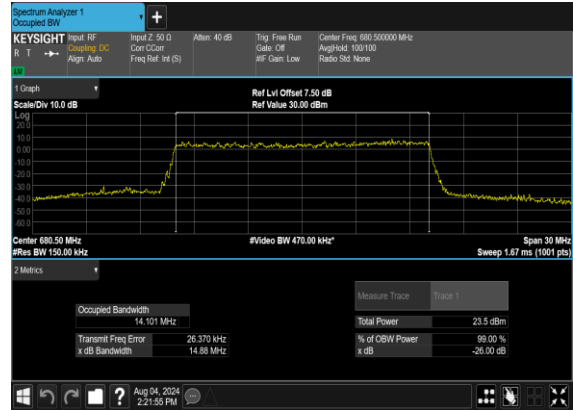 Spectrum Analyzer 1
Occupied BW
KEYSIGHT
R T
LXI
Input: RF
Coupling: DC
Align: Auto
Input Z: 50 Ω
Corr CCorr
Freq Ref: Int (S)
Atten: 40 dB
Trig: Free Run
Gate: Off
#IF Gain: Low
Center Freq: 680.500000 MHz
Avg|Hold: 100/100
Radio Std: None
1 Graph
Scale/Div 10.0 dB
Ref Lvl Offset 7.50 dB
Ref Value 30.00 dBm
Log
20.0
10.0
0.00
-10.0
-20.0
-30.0
-40.0
-50.0
-60.0
Center 680.50 MHz
#Res BW 150.00 kHz
#Video BW 470.00 kHz*
Span 30 MHz
Sweep 1.67 ms (1001 pts)
2 Metrics
Measure Trace Trace 1
Occupied Bandwidth
14.101 MHz
Total Power 23.5 dBm
Transmit Freq Error 26.370 kHz
x dB Bandwidth 14.88 MHz
% of OBW Power 99.00 %
x dB -26.00 dB
Aug 04, 2024
2:21:55 PM